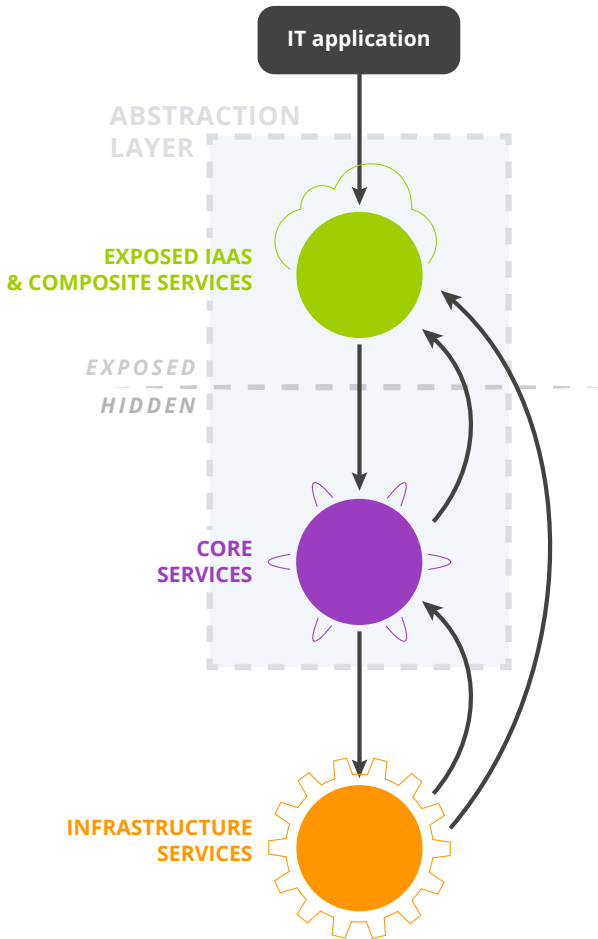 IT application
ABSTRACTION
LAYER
EXPOSED IAAS
& COMPOSITE SERVICES
EXPOSED
HIDDEN
CORE
SERVICES
INFRASTRUCTURE
SERVICES